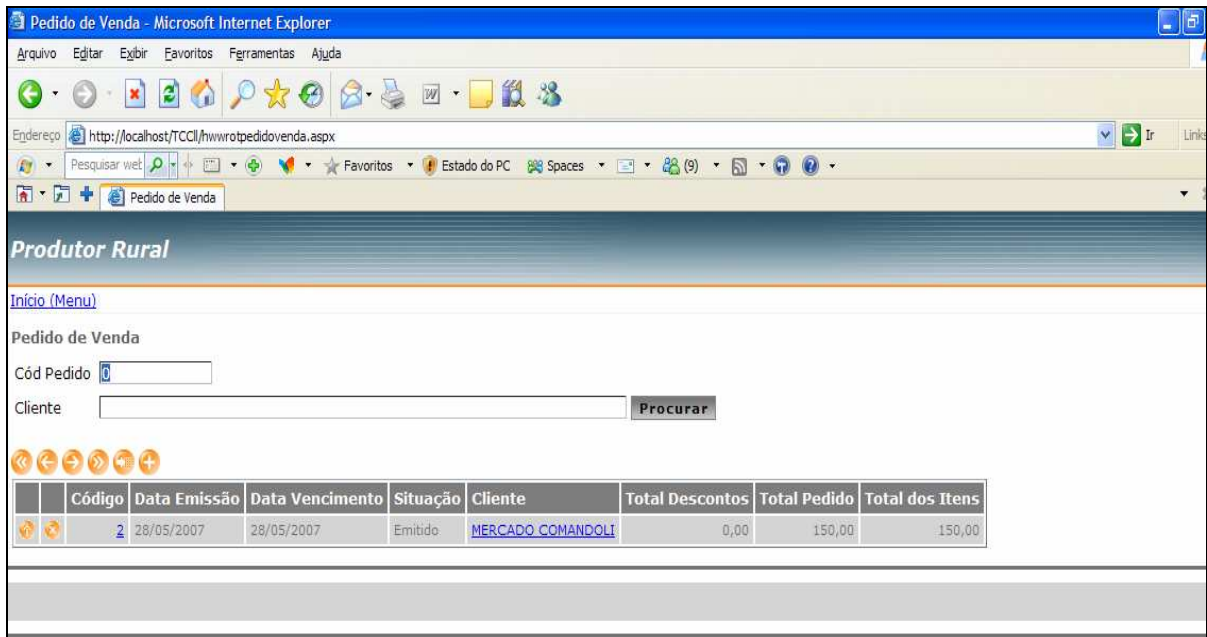 Pedido de Venda - Microsoft Internet Explorer
Arquivo Editar Exibir Favoritos Ferramentas Ajuda
Endereço http://localhost/TCCII/hwwrotpedidovenda.aspx Ir Links
Pesquisar web Favoritos Estado do PC Spaces (9)
Pedido de Venda
Produtor Rural
Início (Menu)
Pedido de Venda
Cód Pedido 0
Cliente Procurar
Código Data Emissão Data Vencimento Situação Cliente Total Descontos Total Pedido Total dos Itens
2 28/05/2007 28/05/2007 Emitido MERCADO COMANDOLI 0,00 150,00 150,00